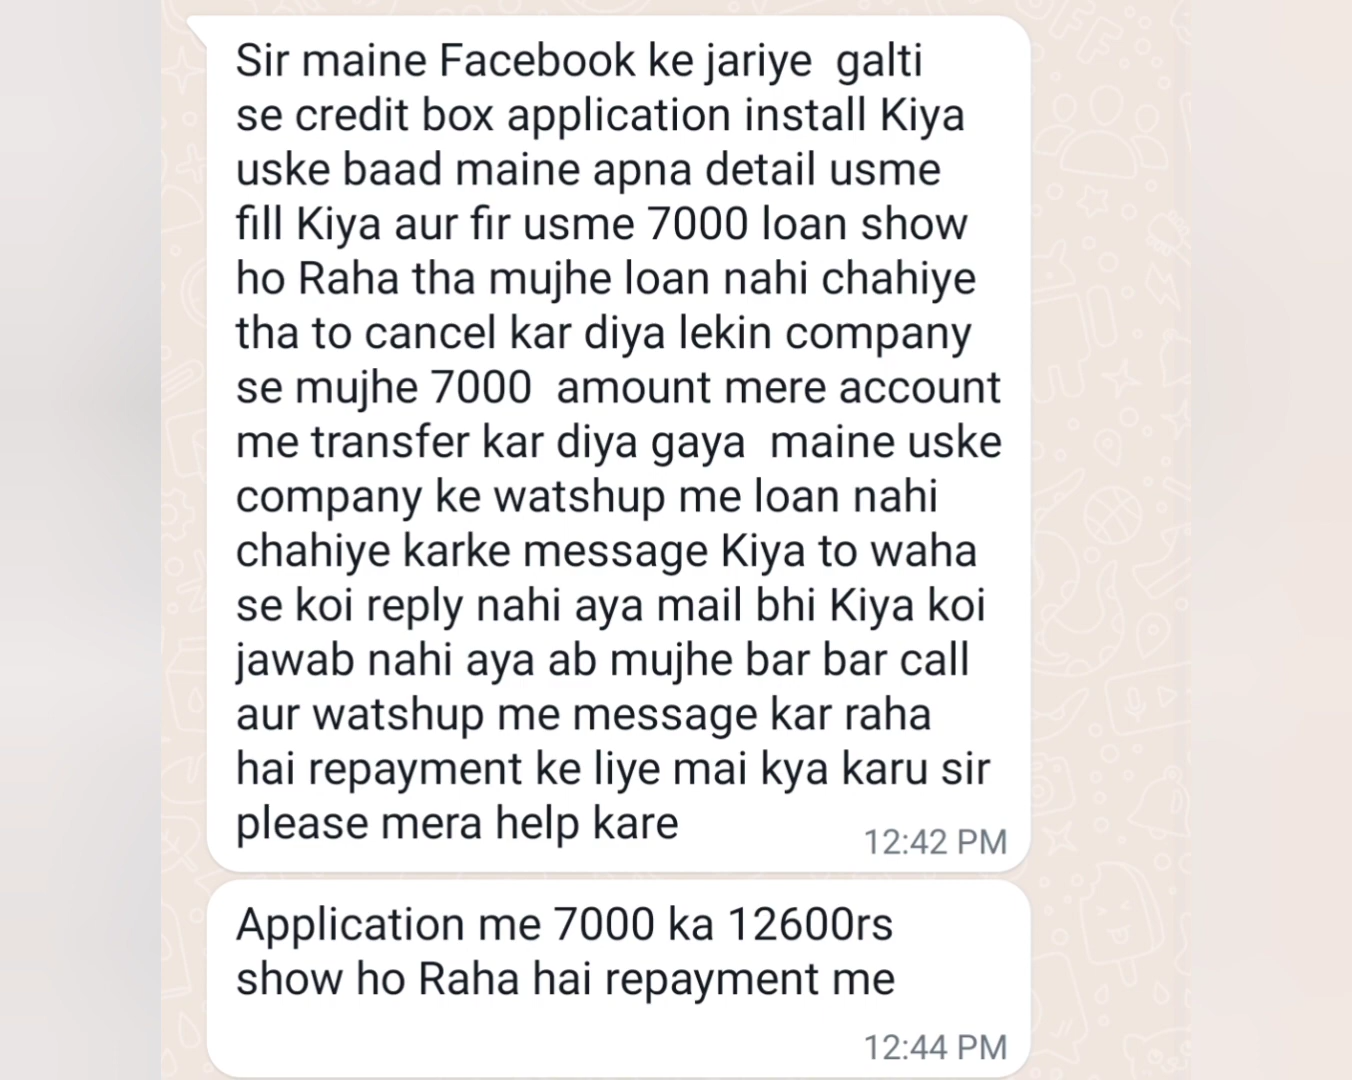 Sir maine Facebook ke jariye  galti
se credit box application install Kiya
uske baad maine apna detail usme
fill Kiya aur fir usme 7000 loan show
ho Raha tha mujhe loan nahi chahiye
tha to cancel kar diya lekin company
se mujhe 7000  amount mere account
me transfer kar diya gaya  maine uske
company ke watshup me loan nahi
chahiye karke message Kiya to waha
se koi reply nahi aya mail bhi Kiya koi
jawab nahi aya ab mujhe bar bar call
aur watshup me message kar raha
hai repayment ke liye mai kya karu sir
please mera help kare
12:42 PM
Application me 7000 ka 12600rs
show ho Raha hai repayment me
12:44 PM